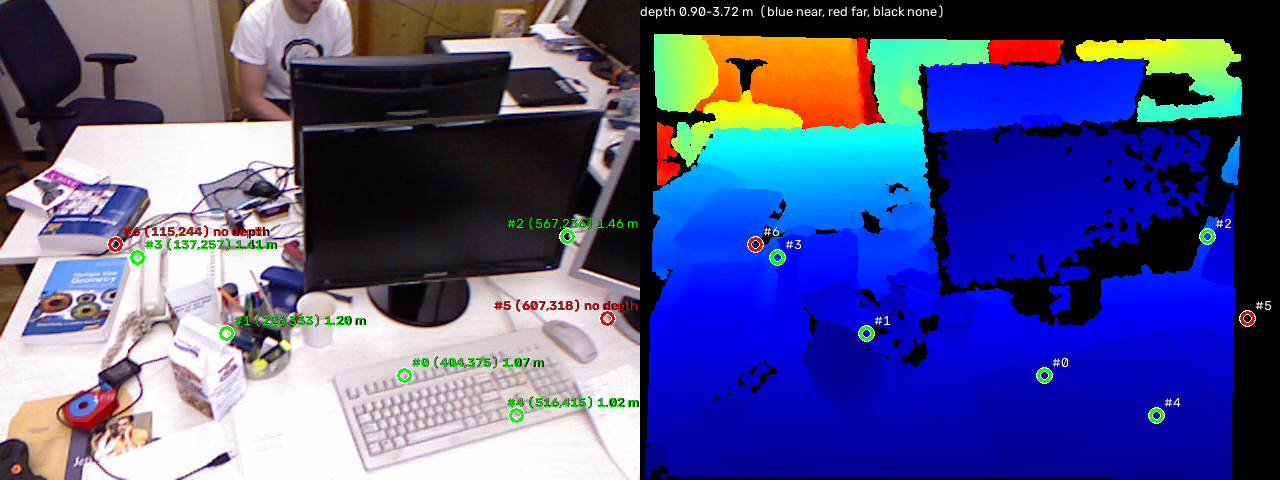 depth 0.90-3.72 m (blue near, red far, black none)
#2 (567,236) 1.46 m
#6 (115,244) no depth
#3 (137,257) 1.41 m
#5 (607,318) no depth
#1 (226,333) 1.20 m
#0 (404,375) 1.07 m
#4 (516,415) 1.02 m
Multiple View
Geometry
#2
#6
#3
#5
#1
#0
#4